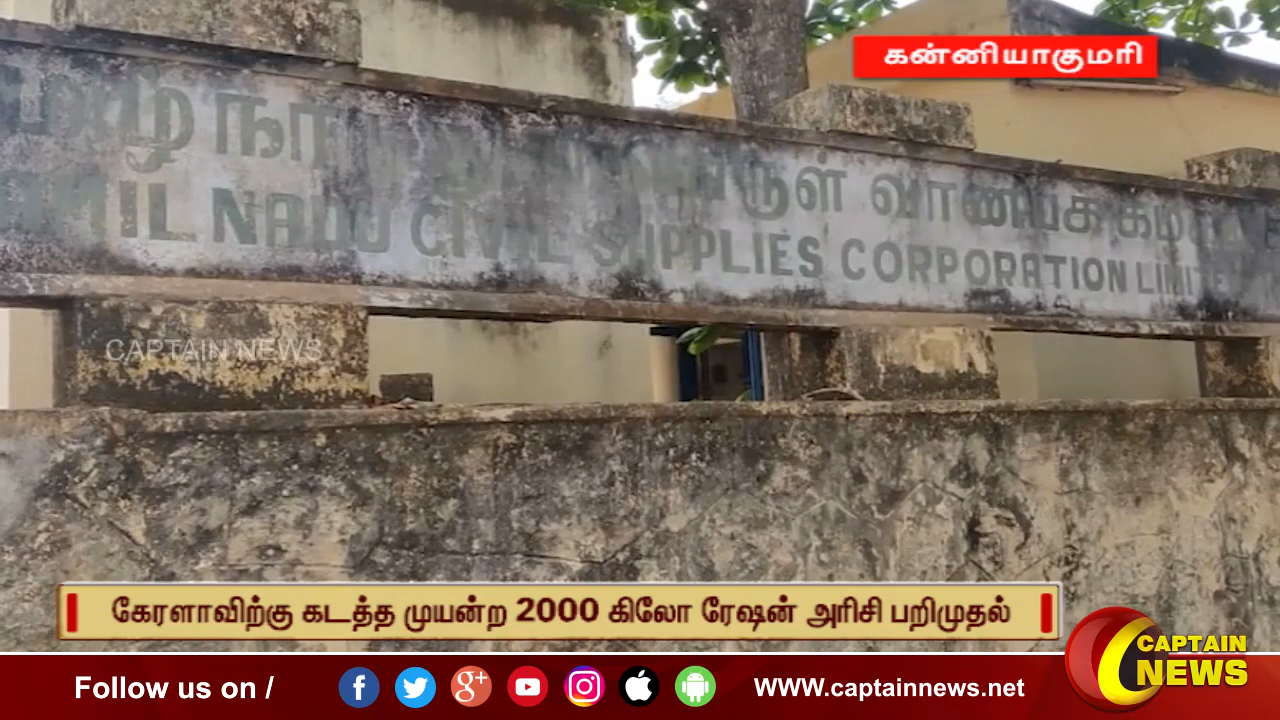 கன்னியாகுமரி
வாணிபக்
NADU CIVIL SUPPLIES CORPORATION
CAPTAIN NEWS
கேரளாவிற்கு கடத்த முயன்ற 2000 கிலோ ரேஷன் அரிசி பறிமுதல்
Follow us on /
WWW.captainnews.net
CAPTAIN
NEWS